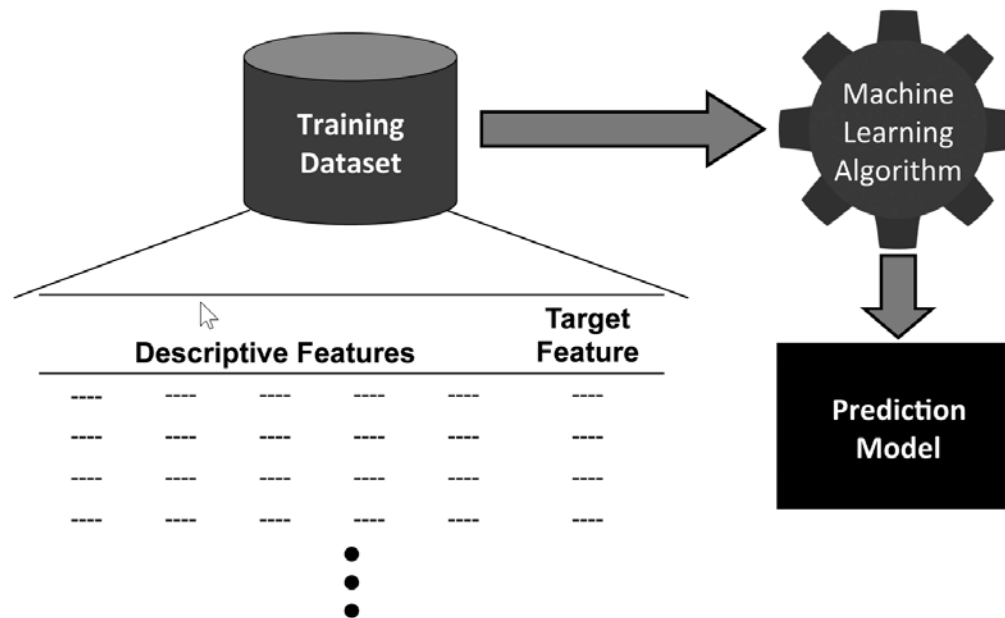 Training
Dataset
Machine
Learning
Algorithm
Descriptive Features
Target
Feature
---- ---- ---- ---- ---- ----
---- ---- ---- ---- ---- ----
---- ---- ---- ---- ---- ----
---- ---- ---- ---- ---- ----
Prediction
Model